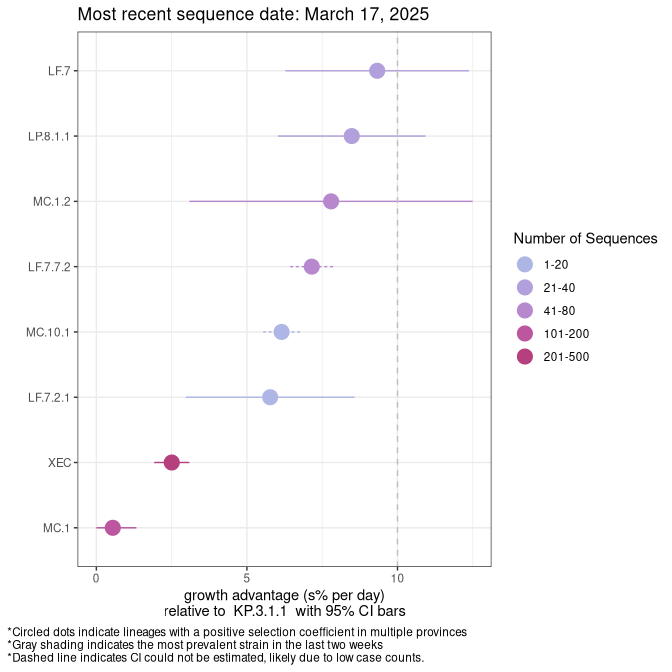 Most recent sequence date: March 17, 2025
LF.7
LP.8.1.1
MC.1.2
LF.7.7.2
MC.10.1
LF.7.2.1
XEC
MC.1
0 5 10
growth advantage (s% per day)
relative to KP.3.1.1 with 95% CI bars
Number of Sequences
1-20
21-40
41-80
101-200
201-500
*Circled dots indicate lineages with a positive selection coefficient in multiple provinces
*Gray shading indicates the most prevalent strain in the last two weeks
*Dashed line indicates CI could not be estimated, likely due to low case counts.